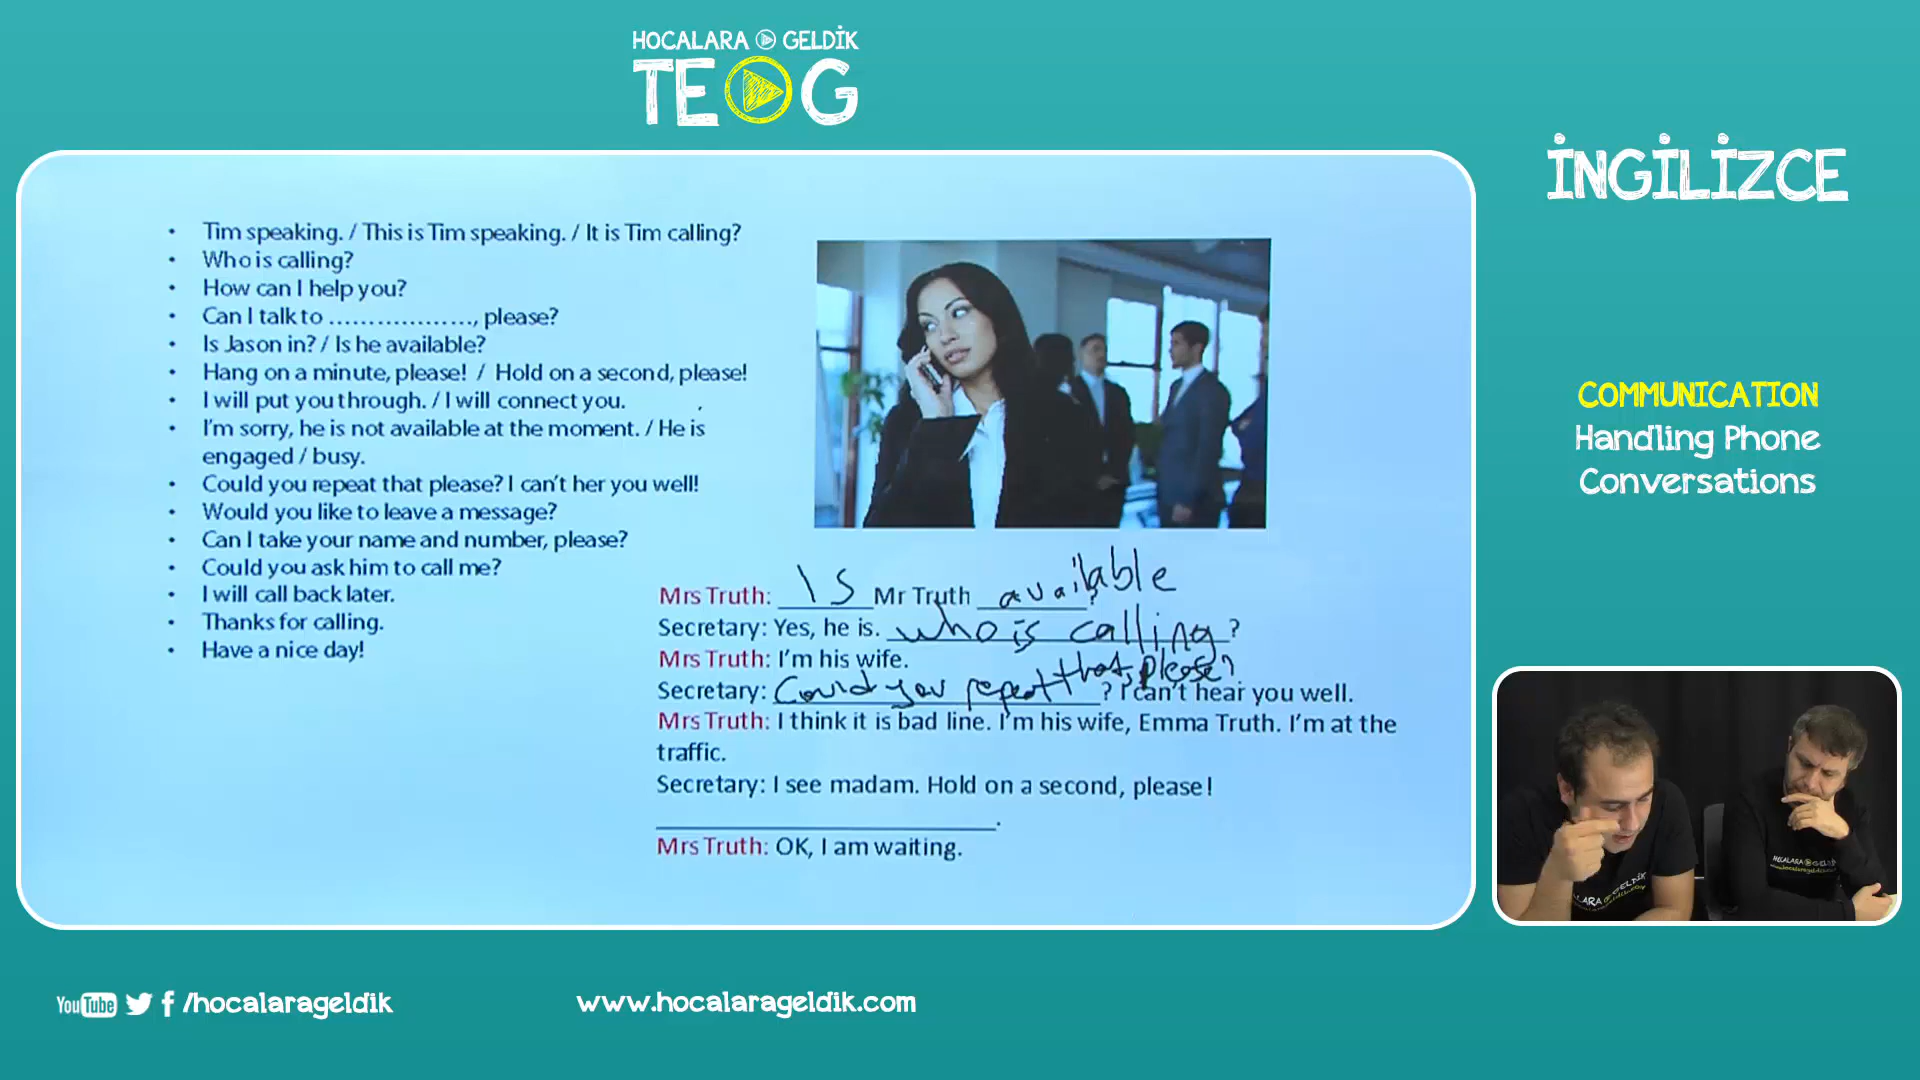 HOCALARA GELDİK
TEOG
İNGİLİZCE
COMMUNICATION
Handling Phone
Conversations
• Tim speaking. / This is Tim speaking. / It is Tim calling?
• Who is calling?
• How can I help you?
• Can I talk to ………………, please?
• Is Jason in? / Is he available?
• Hang on a minute, please! / Hold on a second, please!
• I will put you through. / I will connect you.
• I'm sorry, he is not available at the moment. / He is
engaged / busy.
• Could you repeat that please? I can't her you well!
• Would you like to leave a message?
• Can I take your name and number, please?
• Could you ask him to call me?
• I will call back later.
• Thanks for calling.
• Have a nice day!
Mrs Truth: Is Mr Truth available?
Secretary: Yes, he is. who is calling?
Mrs Truth: I'm his wife.
Secretary: Could you repeat that, please? ? I can't hear you well.
Mrs Truth: I think it is bad line. I'm his wife, Emma Truth. I'm at the
traffic.
Secretary: I see madam. Hold on a second, please!
____________________.
Mrs Truth: OK, I am waiting.
HOCALARA GELDİK
YouTube /hocalarageldik
www.hocalarageldik.com